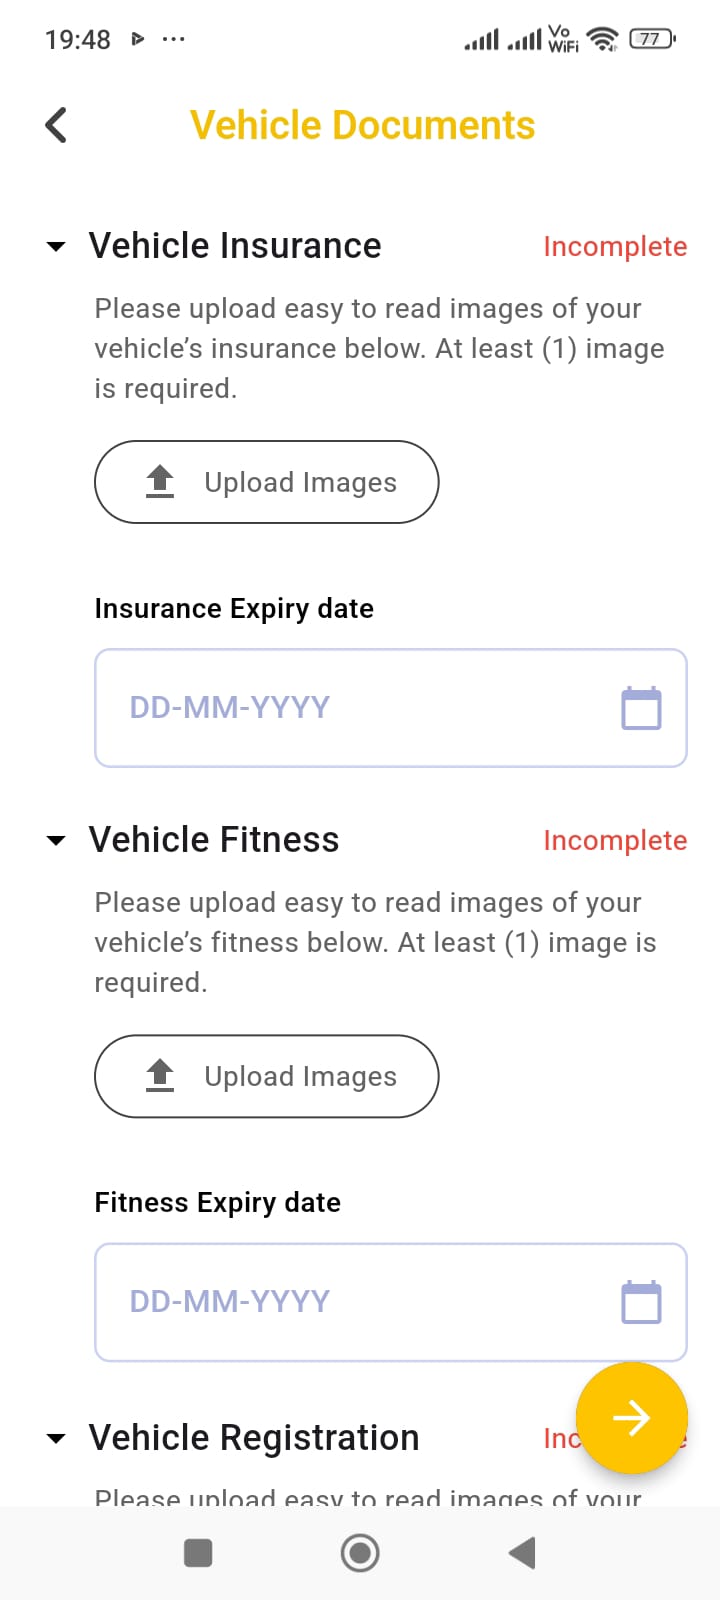 19:48
Vo
WiFi
77
Vehicle Documents
Vehicle Insurance Incomplete
Please upload easy to read images of your
vehicle’s insurance below. At least (1) image
is required.
Upload Images
Insurance Expiry date
DD-MM-YYYY
Vehicle Fitness Incomplete
Please upload easy to read images of your
vehicle’s fitness below. At least (1) image is
required.
Upload Images
Fitness Expiry date
DD-MM-YYYY
Vehicle Registration
Please upload easy to read images of your